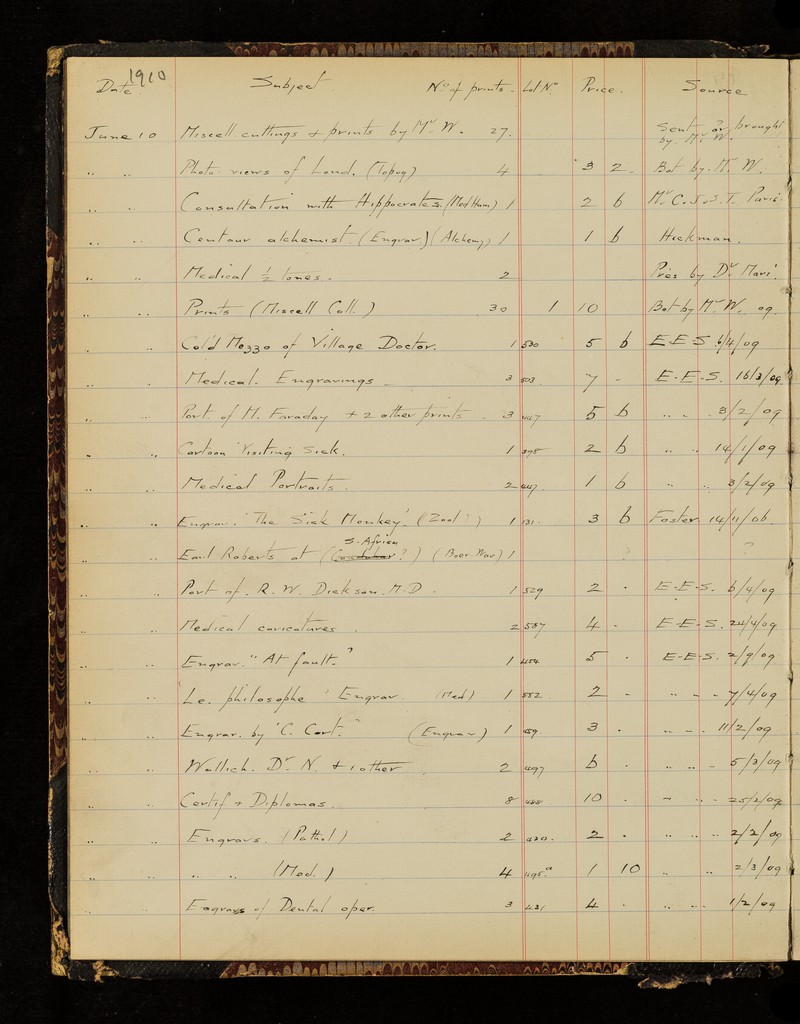 1910
Date. Subject. No of prints. Lot No. Price. Source
June 10 Miscell cuttings & prints by Mr W. 27. Sent or ? brought by Mr W.
" " Photo views of Lond. (Topog) 4 3 2 Bot by Mr W.
" " Consultation with Hippocrates. (Med Hum) 1 2 6 Mr C. Paris
" " Centaur alchemist. (Engrav.) (Alchemy) 1 1 6 Hickman.
" " Medical ½ tones. 2 Pres by Dr
" " Prints (Miscell Coll.) 30 1 10 Bot by Mr W. 09.
" " Col'd Mezzo of Village Doctor. 1 530 5 6 E-E-S. 6/4/09
" " Medical Engravings 3 503 7 - E-E-S. 16/3/09
" " Port. of M. Faraday & 2 other prints 3 447 5 6 " " 3/2/09
" " Cartoon Visiting Sick. 1 395 2 6 " " 14/1/09
" " Medical Portraits. 2 447. 1 6 " " 3/2/09
" " Engrav. 'The Sick Monkey.' (Zool ) 1 131. 3 6 Foster 14/11/06.
S. Africa
Earl Roberts at ( ? ) (Boer War) 1 ? ?
" " Port of. R. W. Dickson. M.D. 1 529 2 . E-E-S. 6/4/09
" " Medical caricatures 2 557 4 - E-E-S. 24/4/09
" " Engrav. "At fault." 1 454 5 . E-E-S. 2/9/09
" " 'Le. philosophe' Engrav. (Med) 1 552 2 - " " - 7/4/09
" " Engrav. by "C. Cort." (Engrav) 1 459. 3 . " " 11/2/09
" " Wallich. Dr N. & 1 other 2 497 6 . " " - 5/3/09
" " Certif & Diplomas. 8 488 10 . " " 25/2/09
" " Engravs. (Pathol) 2 420. 2 . " " " 2/2/09
" " " " (Med.) 4 495.a 1 10 " " 2/3/09
" " Engravs of Dental oper. 3 431 4 . " " 1/2/09